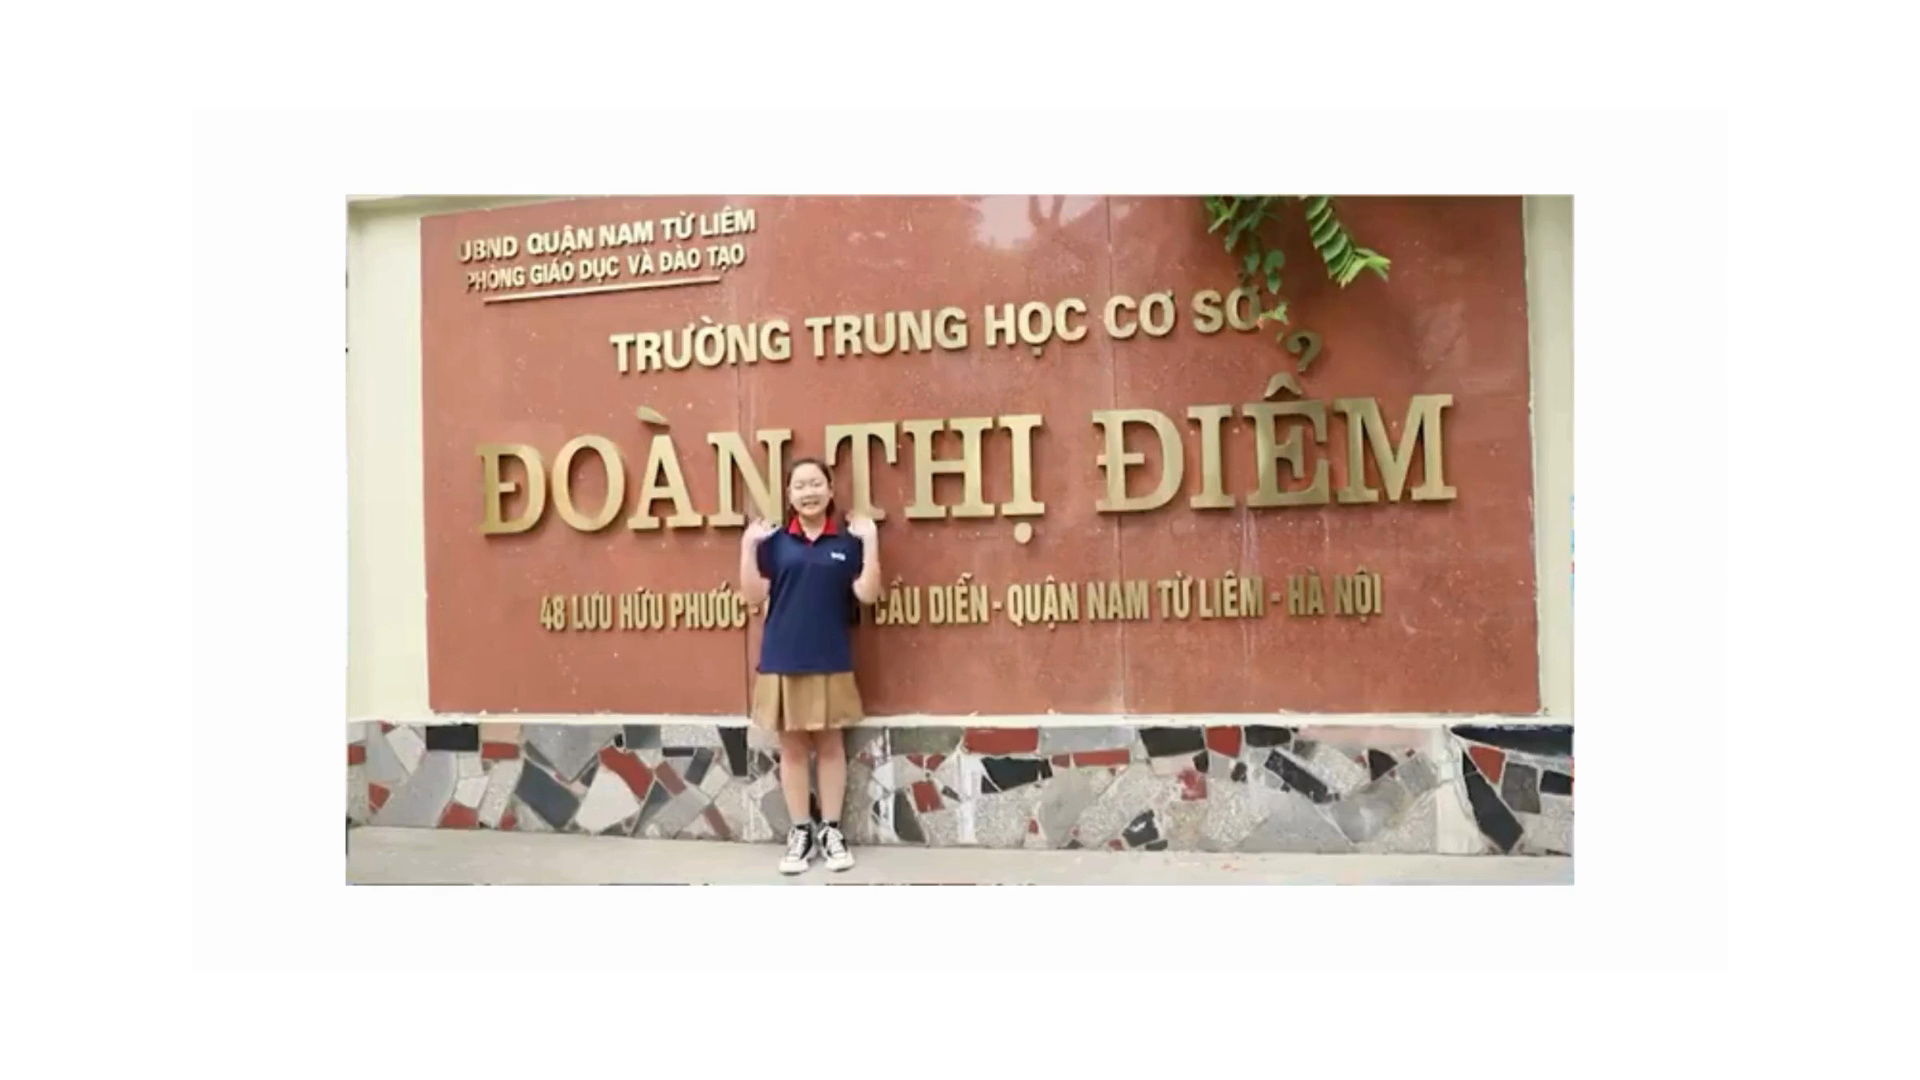 UBND QUẬN NAM TỪ LIÊM
PHÒNG GIÁO DỤC VÀ ĐÀO TẠO
TRƯỜNG TRUNG HỌC CƠ SỞ
ĐOÀN THỊ ĐIỂM
48 LƯU HỮU PHƯỚC - CẦU DIỄN - QUẬN NAM TỪ LIÊM - HÀ NỘI